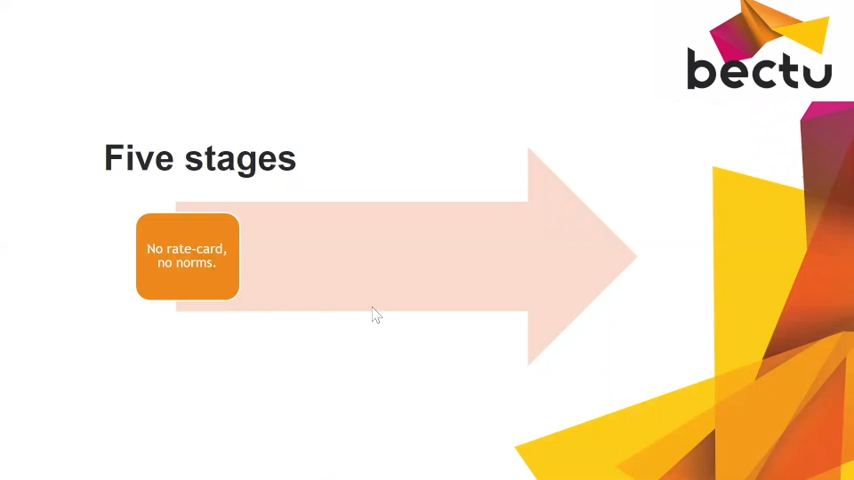 bectu
Five stages
No rate-card,
no norms.